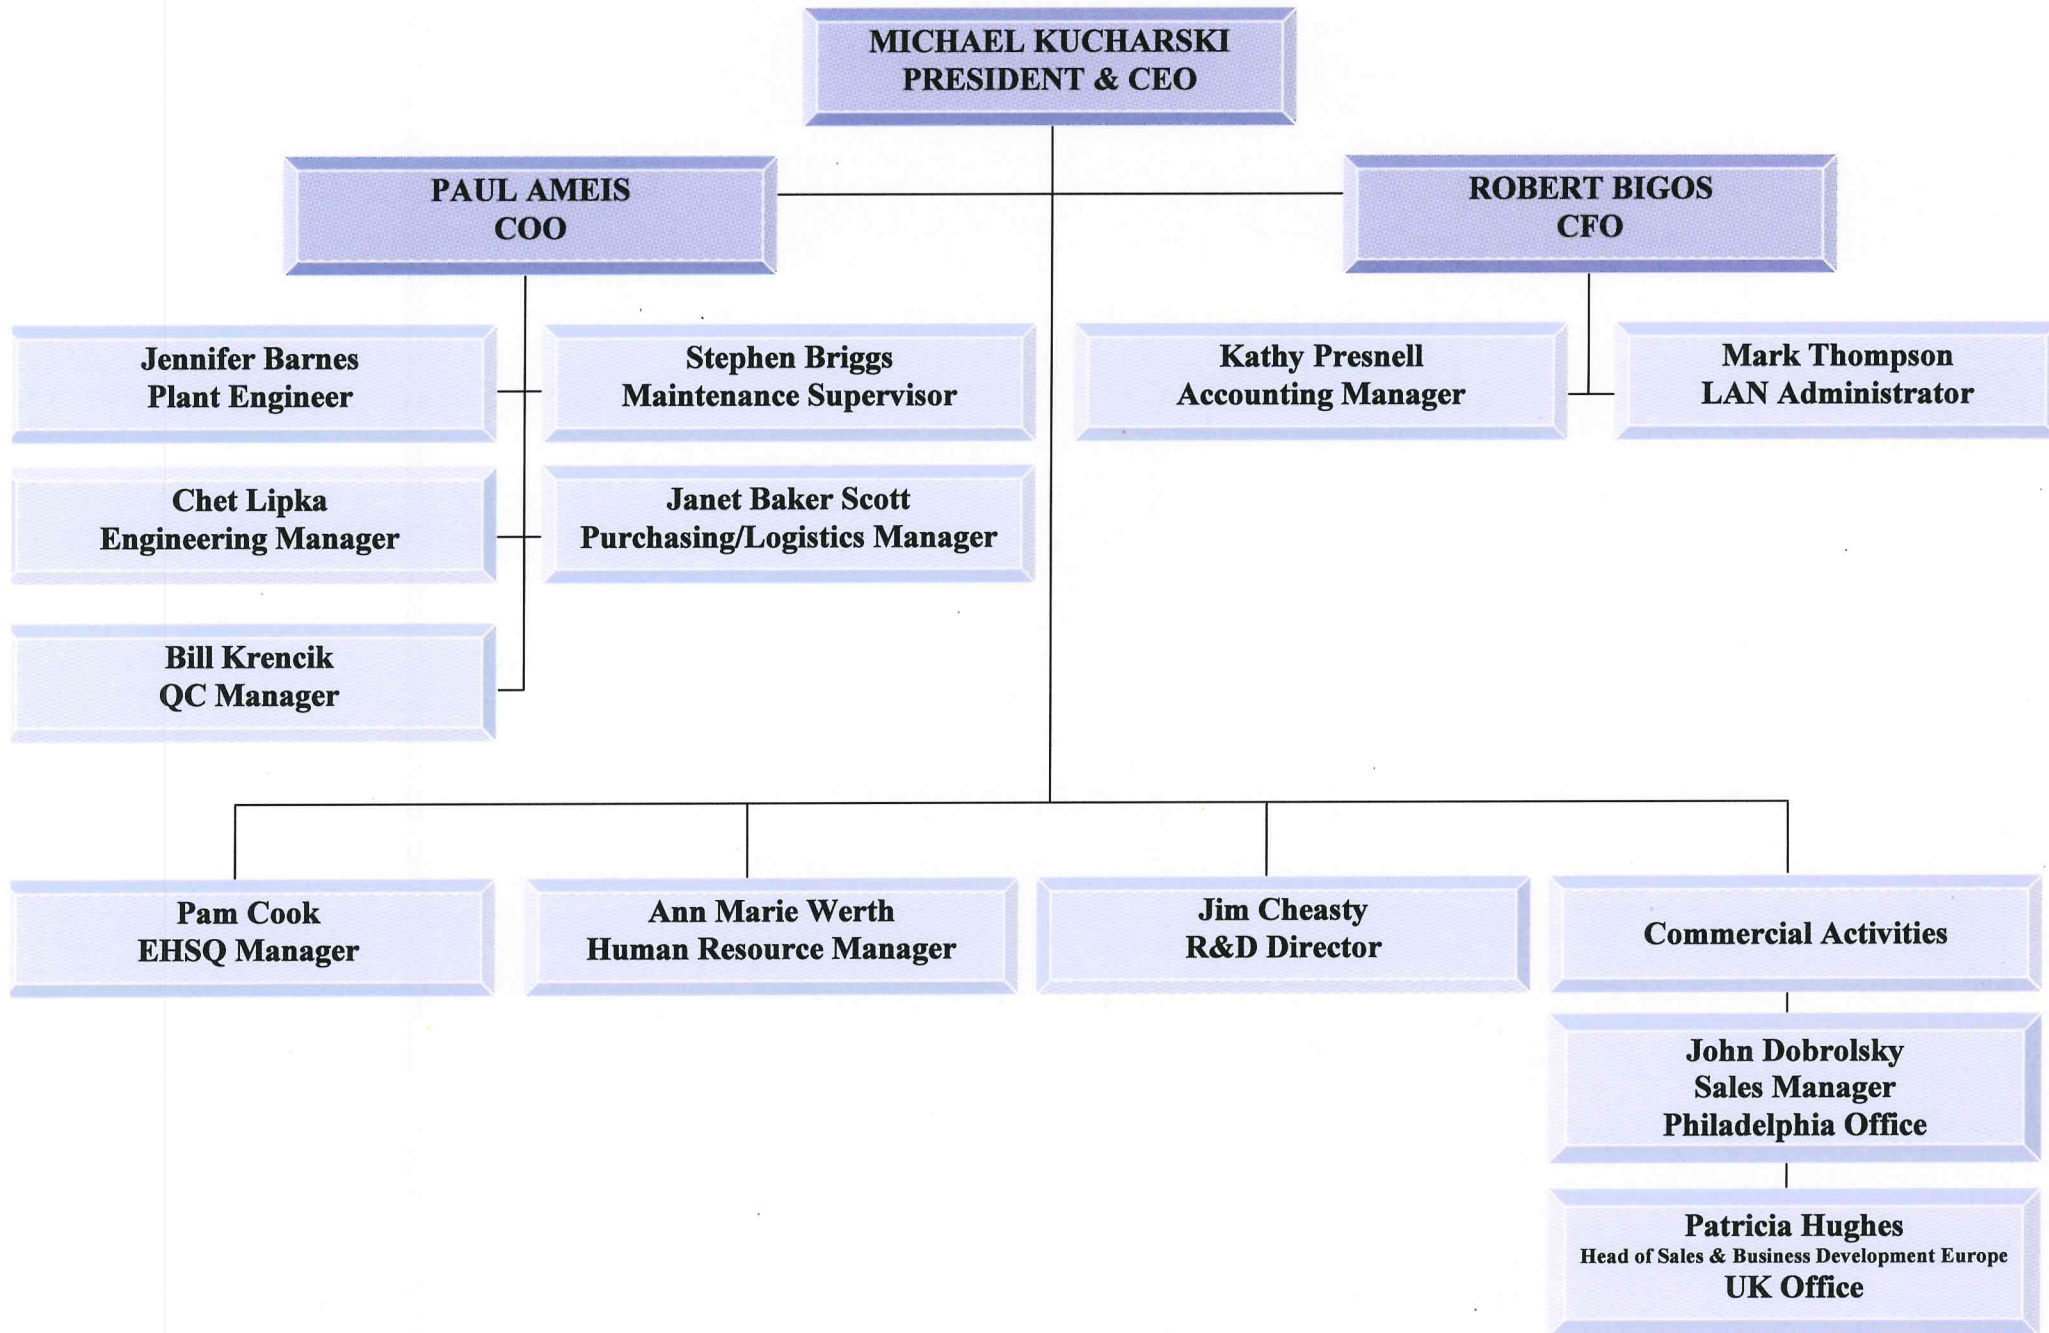 MICHAEL KUCHARSKI
PRESIDENT & CEO
PAUL AMEIS
COO
ROBERT BIGOS
CFO
Jennifer Barnes
Plant Engineer
Stephen Briggs
Maintenance Supervisor
Kathy Presnell
Accounting Manager
Mark Thompson
LAN Administrator
Chet Lipka
Engineering Manager
Janet Baker Scott
Purchasing/Logistics Manager
Bill Krencik
QC Manager
Pam Cook
EHSQ Manager
Ann Marie Werth
Human Resource Manager
Jim Cheasty
R&D Director
Commercial Activities
John Dobrolsky
Sales Manager
Philadelphia Office
Patricia Hughes
Head of Sales & Business Development Europe
UK Office